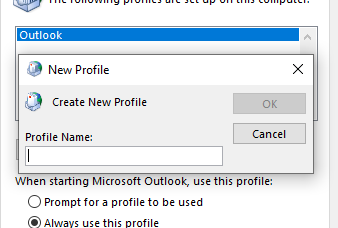 The following profiles are set up on this computer:
Outlook
New Profile
Create New Profile
OK
Profile Name:
Cancel
When starting Microsoft Outlook, use this profile:
Prompt for a profile to be used
Always use this profile